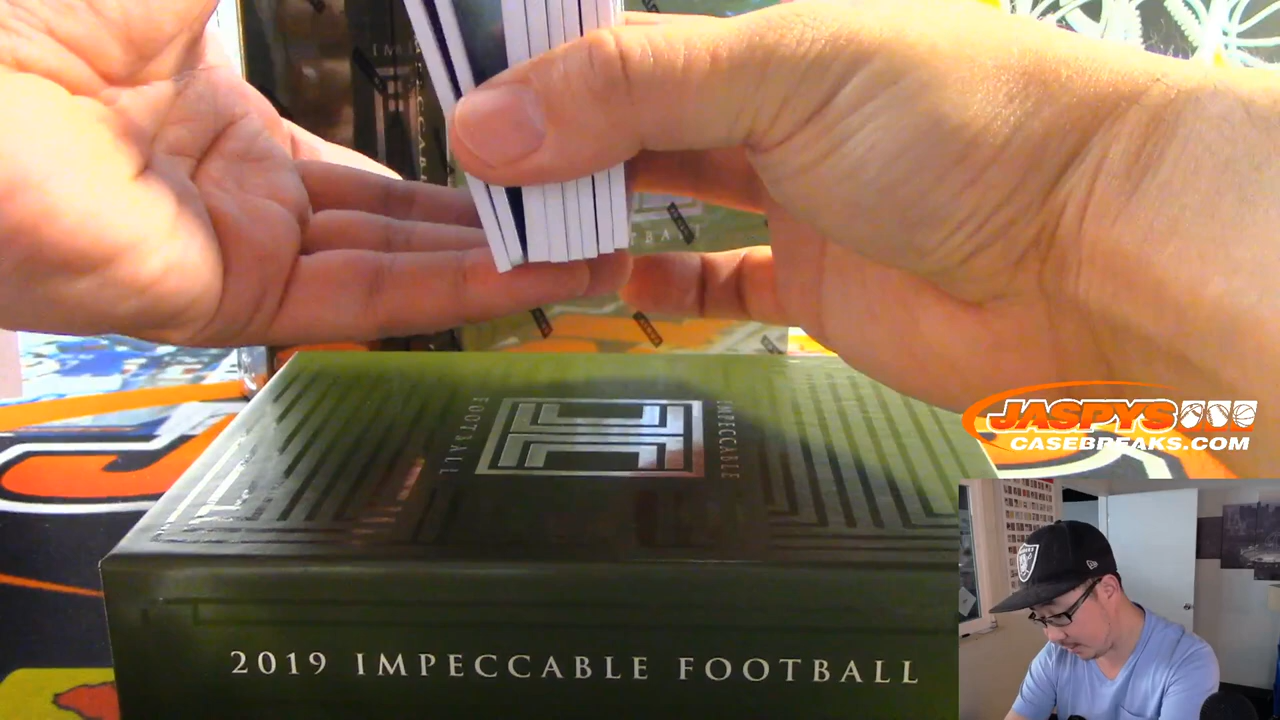 IMPECCABLE
FOOTBALL
JASPYS
CASEBREAKS.COM
2019 IMPECCABLE FOOTBALL